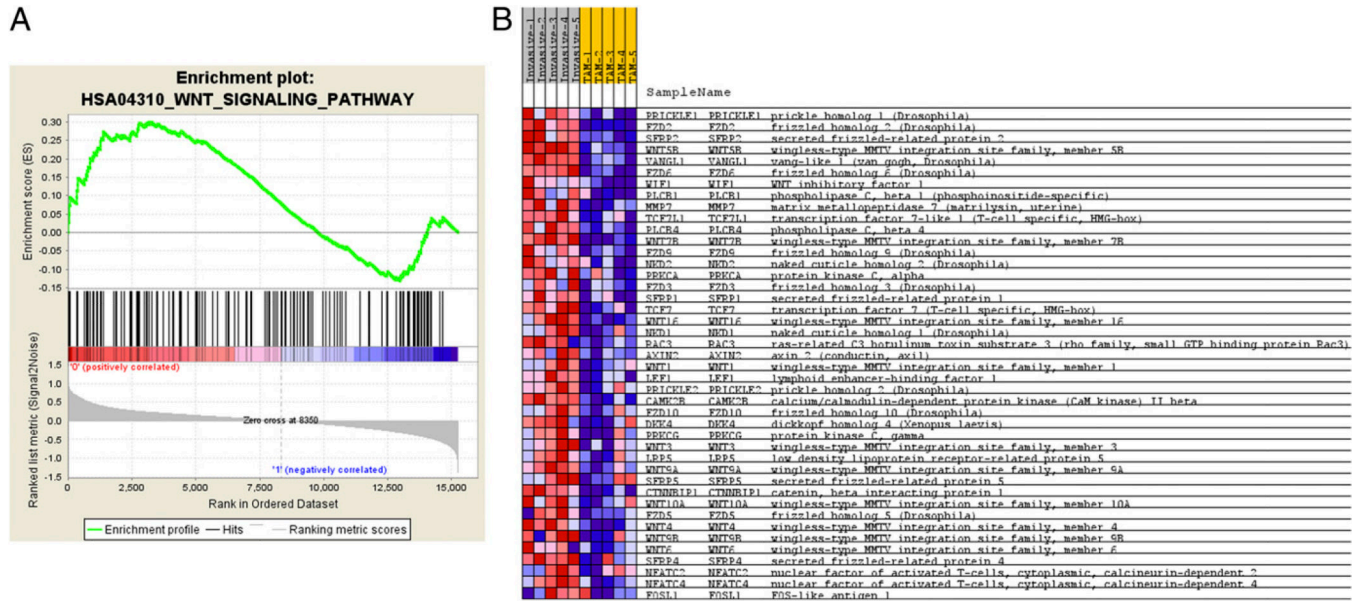 A
Enrichment plot:
HSA04310_WNT_SIGNALING_PATHWAY
Enrichment score (ES)
0.30
0.25
0.20
0.15
0.10
0.05
0.00
-0.05
-0.10
-0.15
Ranked list metric (Signal2Noise)
1.5
1.0
0.5
0.0
-0.5
-1.0
-1.5
'0' (positively correlated)
Zero cross at 8350
'1' (negatively correlated)
0 2,500 5,000 7,500 10,000 12,500 15,000
Rank in Ordered Dataset
Enrichment profile Hits Ranking metric scores
B
Invasive-1
Invasive-2
Invasive-3
Invasive-4
Invasive-5
TAM-1
TAM-2
TAM-3
TAM-4
TAM-5
SampleName
PRICKLE1 PRICKLE1 prickle homolog 1 (Drosophila)
FZD2 FZD2 frizzled homolog 2 (Drosophila)
SFRP2 SFRP2 secreted frizzled-related protein 2
WNT5B WNT5B wingless-type MMTV integration site family, member 5B
VANGL1 VANGL1 vang-like 1 (van gogh, Drosophila)
FZD6 FZD6 frizzled homolog 6 (Drosophila)
WIF1 WIF1 WNT inhibitory factor 1
PLCB1 PLCB1 phospholipase C, beta 1 (phosphoinositide-specific)
MMP7 MMP7 matrix metallopeptidase 7 (matrilysin, uterine)
TCF7L1 TCF7L1 transcription factor 7-like 1 (T-cell specific, HMG-box)
PLCB4 PLCB4 phospholipase C, beta 4
WNT7B WNT7B wingless-type MMTV integration site family, member 7B
FZD9 FZD9 frizzled homolog 9 (Drosophila)
NKD2 NKD2 naked cuticle homolog 2 (Drosophila)
PRKCA PRKCA protein kinase C, alpha
FZD3 FZD3 frizzled homolog 3 (Drosophila)
SFRP1 SFRP1 secreted frizzled-related protein 1
TCF7 TCF7 transcription factor 7 (T-cell specific, HMG-box)
WNT16 WNT16 wingless-type MMTV integration site family, member 16
NKD1 NKD1 naked cuticle homolog 1 (Drosophila)
RAC3 RAC3 ras-related C3 botulinum toxin substrate 3 (rho family, small GTP binding protein Rac3)
AXIN2 AXIN2 axin 2 (conductin, axil)
WNT1 WNT1 wingless-type MMTV integration site family, member 1
LEF1 LEF1 lymphoid enhancer-binding factor 1
PRICKLE2 PRICKLE2 prickle homolog 2 (Drosophila)
CAMK2B CAMK2B calcium/calmodulin-dependent protein kinase (CaM kinase) II beta
FZD10 FZD10 frizzled homolog 10 (Drosophila)
DKK4 DKK4 dickkopf homolog 4 (Xenopus laevis)
PRKCG PRKCG protein kinase C, gamma
WNT3 WNT3 wingless-type MMTV integration site family, member 3
LRP5 LRP5 low density lipoprotein receptor-related protein 5
WNT9A WNT9A wingless-type MMTV integration site family, member 9A
SFRP5 SFRP5 secreted frizzled-related protein 5
CTNNBIP1 CTNNBIP1 catenin, beta interacting protein 1
WNT10A WNT10A wingless-type MMTV integration site family, member 10A
FZD5 FZD5 frizzled homolog 5 (Drosophila)
WNT4 WNT4 wingless-type MMTV integration site family, member 4
WNT9B WNT9B wingless-type MMTV integration site family, member 9B
WNT6 WNT6 wingless-type MMTV integration site family, member 6
SFRP4 SFRP4 secreted frizzled-related protein 4
NFATC2 NFATC2 nuclear factor of activated T-cells, cytoplasmic, calcineurin-dependent 2
NFATC4 NFATC4 nuclear factor of activated T-cells, cytoplasmic, calcineurin-dependent 4
FOSL1 FOSL1 FOS-like antigen 1